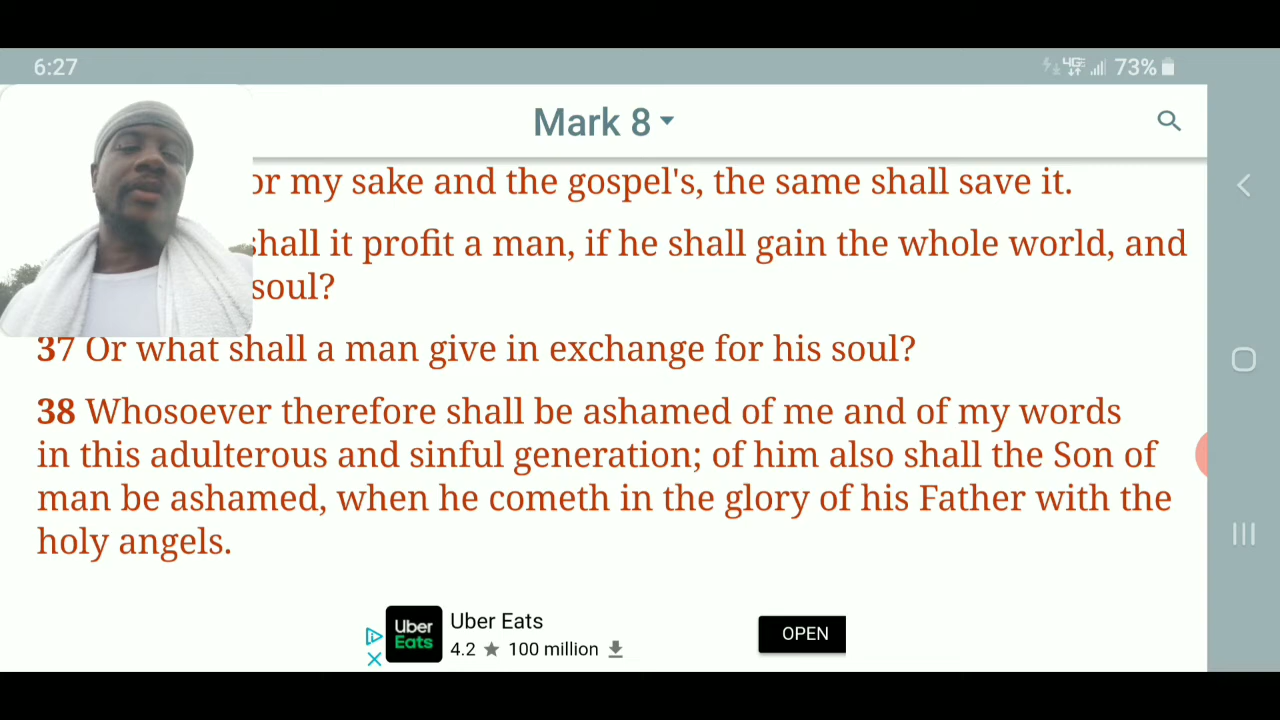 6:27
4G 73%
Mark 8
or my sake and the gospel's, the same shall save it.
shall it profit a man, if he shall gain the whole world, and
soul?
37 Or what shall a man give in exchange for his soul?
38 Whosoever therefore shall be ashamed of me and of my words
in this adulterous and sinful generation; of him also shall the Son of
man be ashamed, when he cometh in the glory of his Father with the
holy angels.
Uber Eats
Uber Eats
4.2 ★ 100 million
OPEN